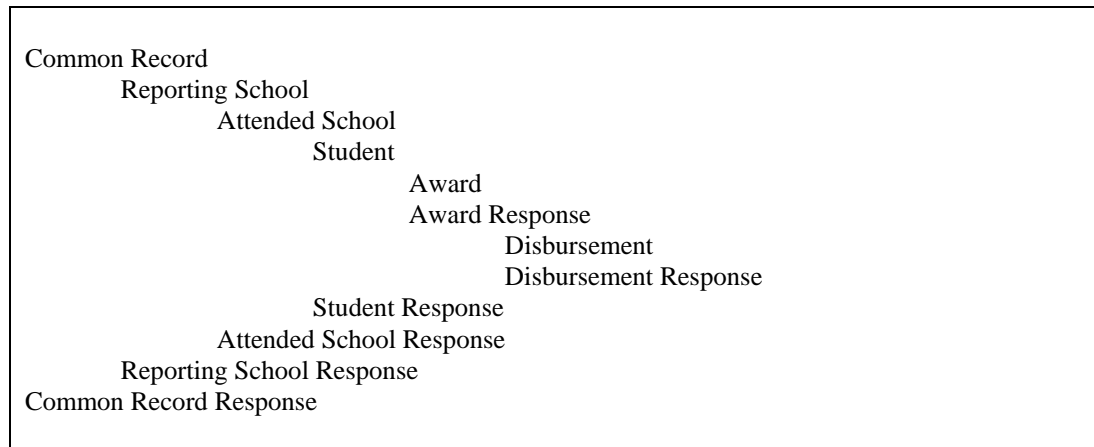 Common Record
Reporting School
Attended School
Student
Award
Award Response
Disbursement
Disbursement Response
Student Response
Attended School Response
Reporting School Response
Common Record Response